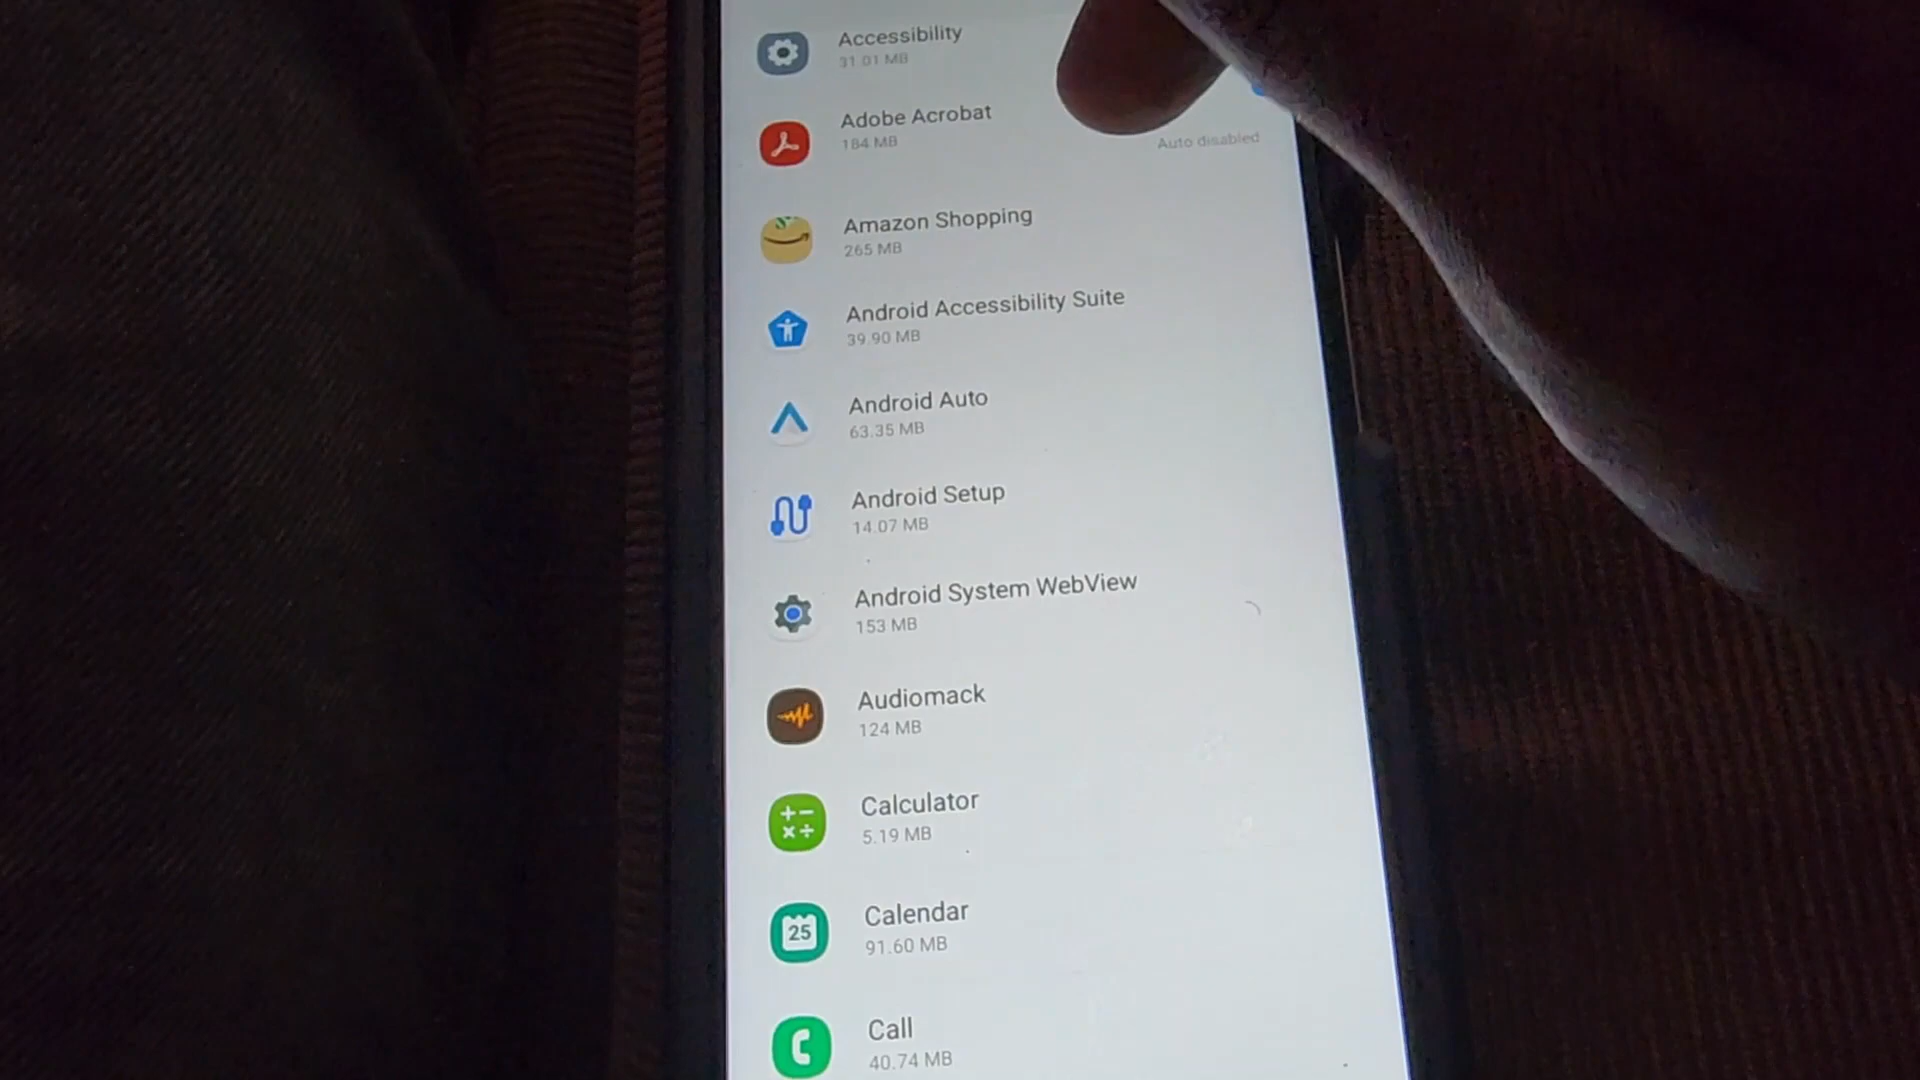 Accessibility
31.01 MB
Adobe Acrobat
184 MB
Auto disabled
Amazon Shopping
265 MB
Android Accessibility Suite
39.90 MB
Android Auto
63.35 MB
Android Setup
14.07 MB
Android System WebView
153 MB
Audiomack
124 MB
Calculator
5.19 MB
25
Calendar
91.60 MB
Call
40.74 MB